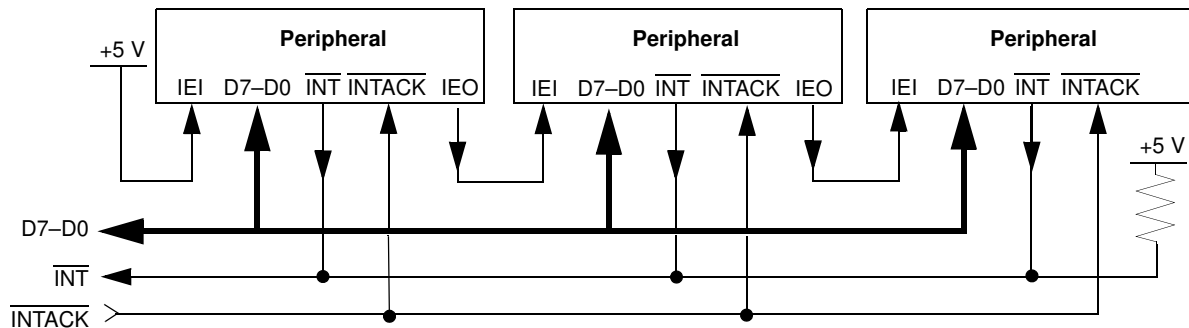 Peripheral Peripheral Peripheral
+5 V
IEI D7–D0 INT INTACK IEO IEI D7–D0 INT INTACK IEO IEI D7–D0 INT INTACK
+5 V
D7–D0
INT
INTACK